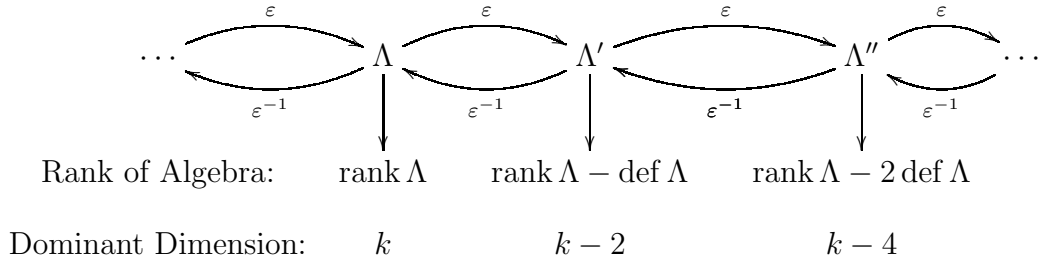 ε ε ε ε
⋯ Λ Λ′ Λ″ ⋯
ε⁻¹ ε⁻¹ ε⁻¹ ε⁻¹
Rank of Algebra: rank Λ rank Λ − def Λ rank Λ − 2 def Λ
Dominant Dimension: k k − 2 k − 4